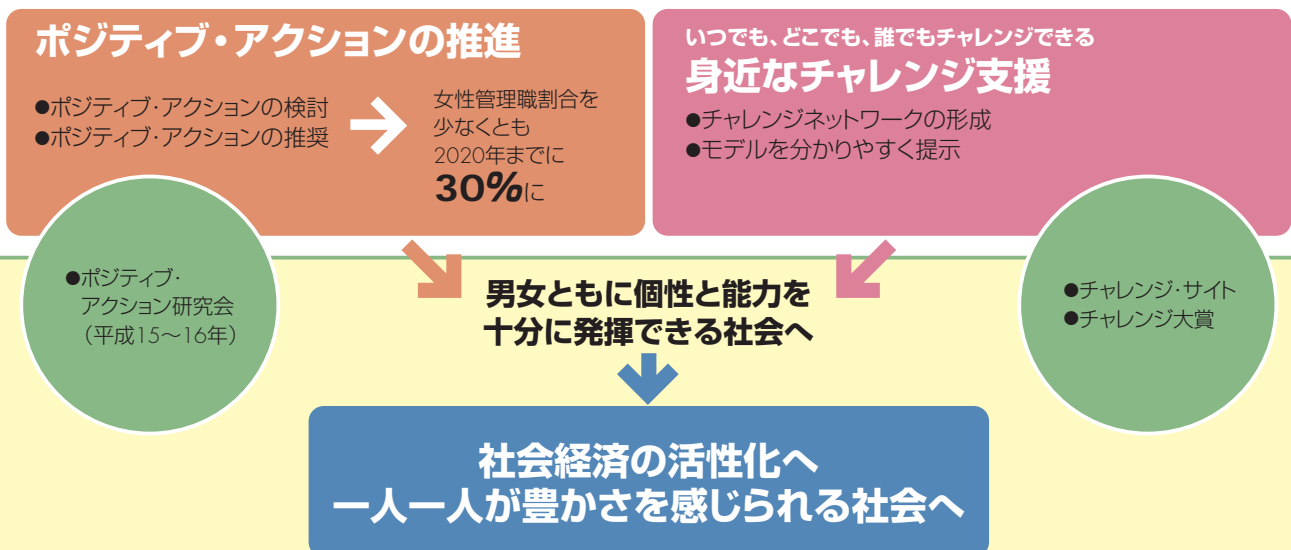 ポジティブ・アクションの推進
●ポジティブ・アクションの検討
●ポジティブ・アクションの推奨
女性管理職割合を
少なくとも
2020年までに
30%に
いつでも、どこでも、誰でもチャレンジできる
身近なチャレンジ支援
●チャレンジネットワークの形成
●モデルを分かりやすく提示
●ポジティブ・
アクション研究会
（平成15〜16年）
男女ともに個性と能力を
十分に発揮できる社会へ
●チャレンジ・サイト
●チャレンジ大賞
社会経済の活性化へ
一人一人が豊かさを感じられる社会へ